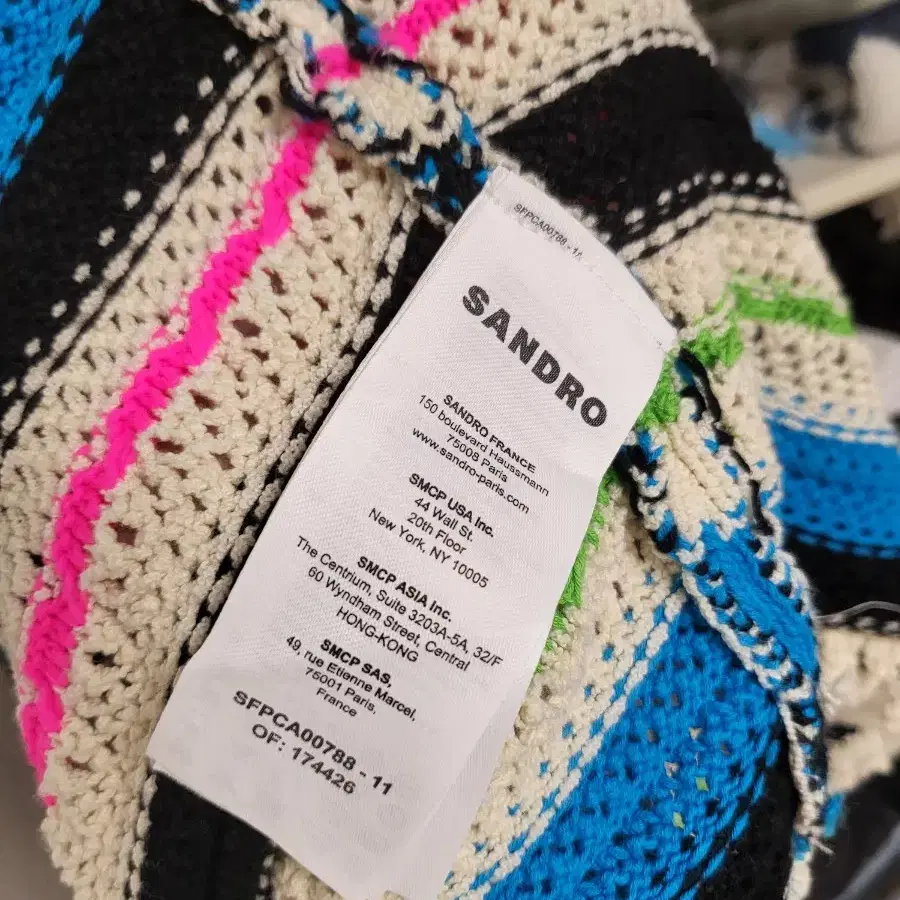 SFPCA00788 - 11
SANDRO
SANDRO FRANCE
150 boulevard Haussmann
75008 Paris
www.sandro-paris.com
SMCP USA Inc.
44 Wall St.
20th Floor
New York, NY 10005
SMCP ASIA Inc.
The Centrium, Suite 3203A-5A, 32/F
60 Wyndham Street, Central
HONG-KONG
SMCP SAS,
49, rue Etienne Marcel,
75001 Paris,
France
SFPCA00788 - 11
OF: 174426